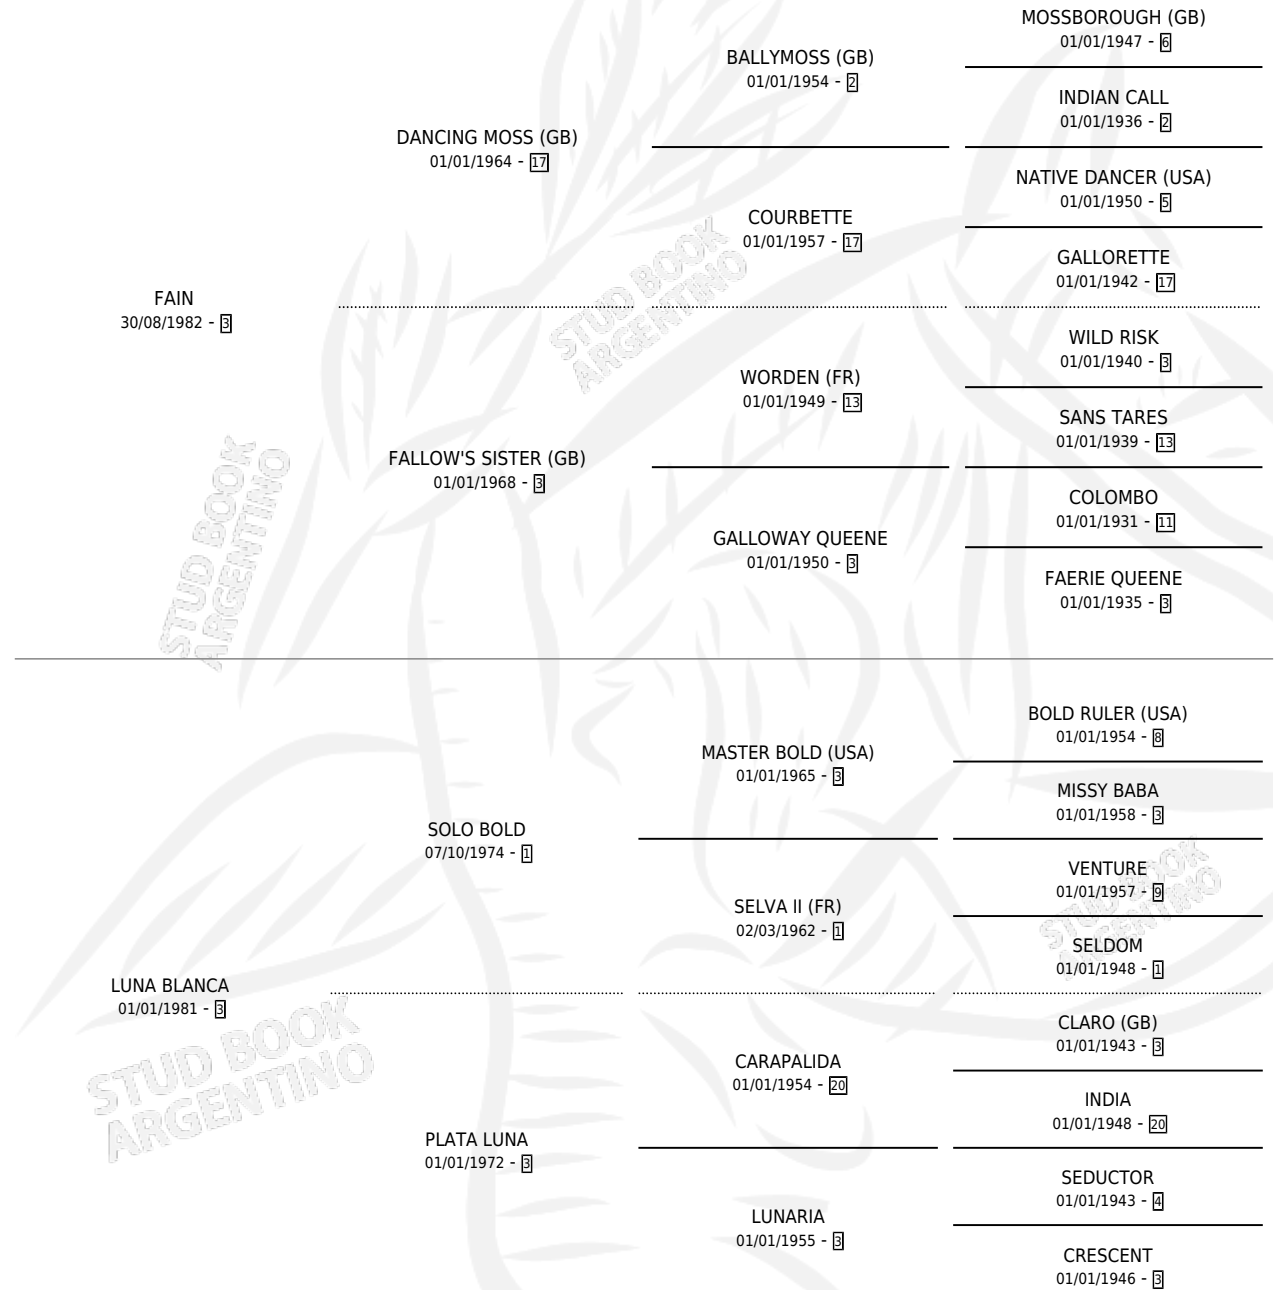 MOSSBOROUGH (GB)
01/01/1947 - 6
BALLYMOSS (GB)
01/01/1954 - 2
INDIAN CALL
01/01/1936 - 2
DANCING MOSS (GB)
01/01/1964 - 17
NATIVE DANCER (USA)
01/01/1950 - 5
COURBETTE
01/01/1957 - 17
GALLORETTE
01/01/1942 - 17
FAIN
30/08/1982 - 3
WILD RISK
01/01/1940 - 3
WORDEN (FR)
01/01/1949 - 13
SANS TARES
01/01/1939 - 13
FALLOW'S SISTER (GB)
01/01/1968 - 3
COLOMBO
01/01/1931 - 11
GALLOWAY QUEENE
01/01/1950 - 3
FAERIE QUEENE
01/01/1935 - 3
BOLD RULER (USA)
01/01/1954 - 8
MASTER BOLD (USA)
01/01/1965 - 3
MISSY BABA
01/01/1958 - 3
SOLO BOLD
07/10/1974 - 1
VENTURE
01/01/1957 - 9
SELVA II (FR)
02/03/1962 - 1
SELDOM
01/01/1948 - 1
LUNA BLANCA
01/01/1981 - 3
CLARO (GB)
01/01/1943 - 3
CARAPALIDA
01/01/1954 - 20
INDIA
01/01/1948 - 20
PLATA LUNA
01/01/1972 - 3
SEDUCTOR
01/01/1943 - 4
LUNARIA
01/01/1955 - 3
CRESCENT
01/01/1946 - 3
STUD BOOK
ARGENTINO
STUD BOOK
ARGENTINO
STUD BOOK
ARGENTINO
STUD BOOK
ARGENTINO